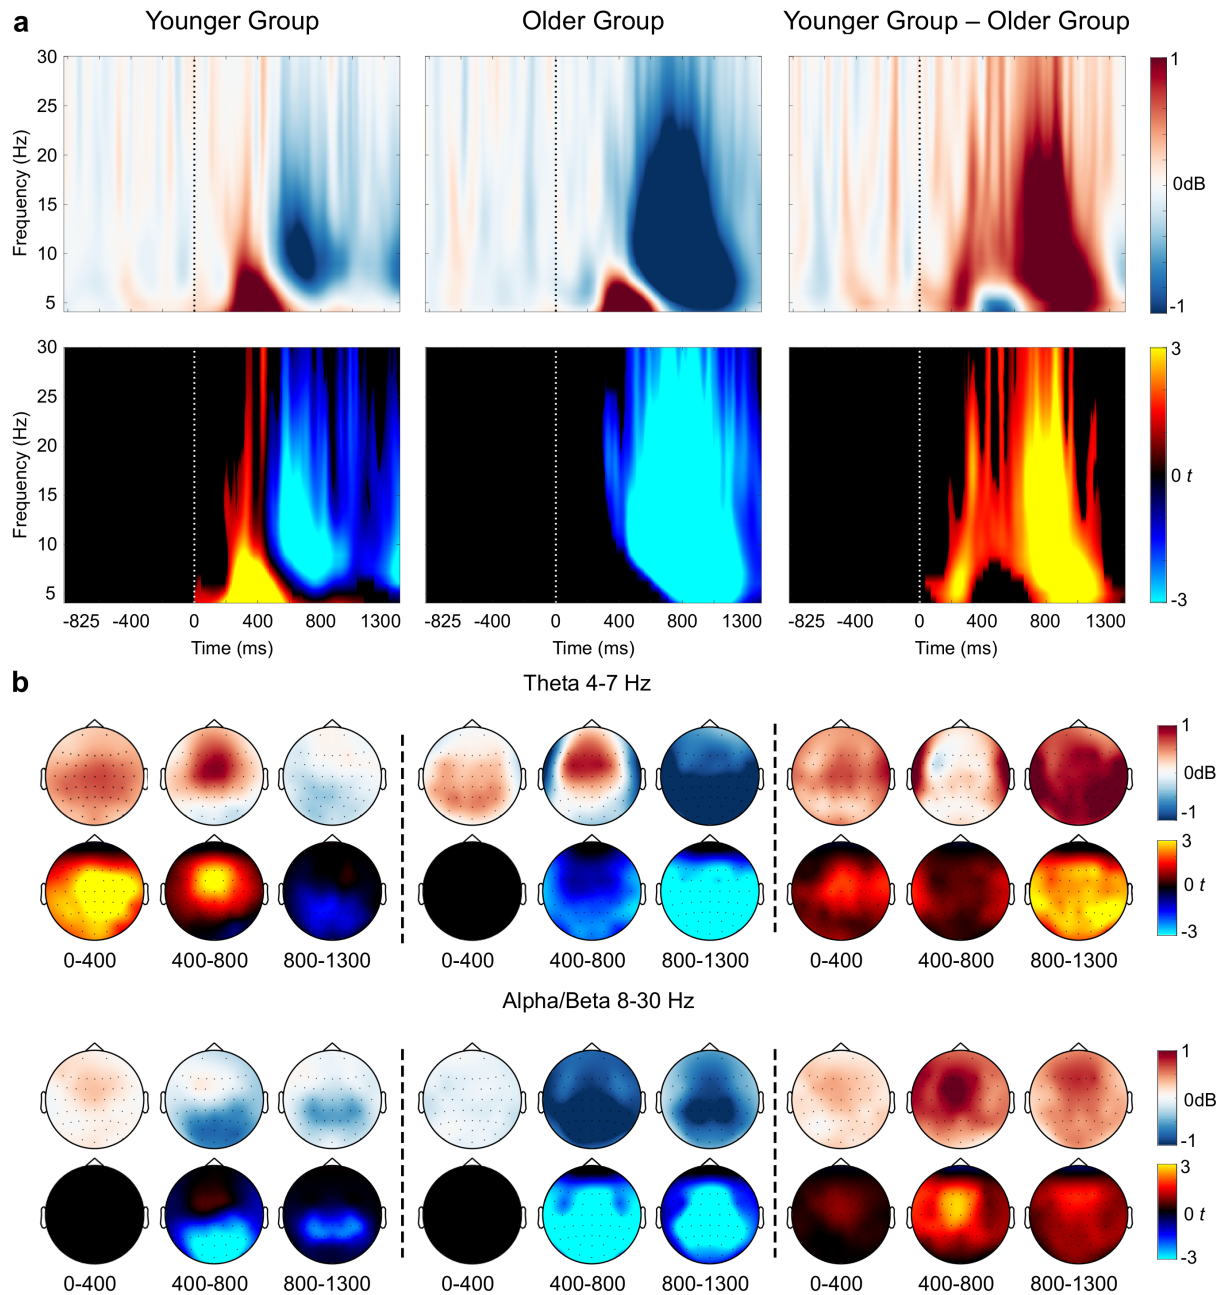 a
Younger Group
Older Group
Younger Group – Older Group
30
25
20
15
10
5
Frequency (Hz)
1
0dB
-1
30
25
20
15
10
5
Frequency (Hz)
3
0 t
-3
-825 -400 0 400 800 1300
-825 -400 0 400 800 1300
-825 -400 0 400 800 1300
Time (ms)
Time (ms)
Time (ms)
b
Theta 4-7 Hz
1
0dB
-1
3
0 t
-3
0-400 400-800 800-1300
0-400 400-800 800-1300
0-400 400-800 800-1300
Alpha/Beta 8-30 Hz
1
0dB
-1
3
0 t
-3
0-400 400-800 800-1300
0-400 400-800 800-1300
0-400 400-800 800-1300